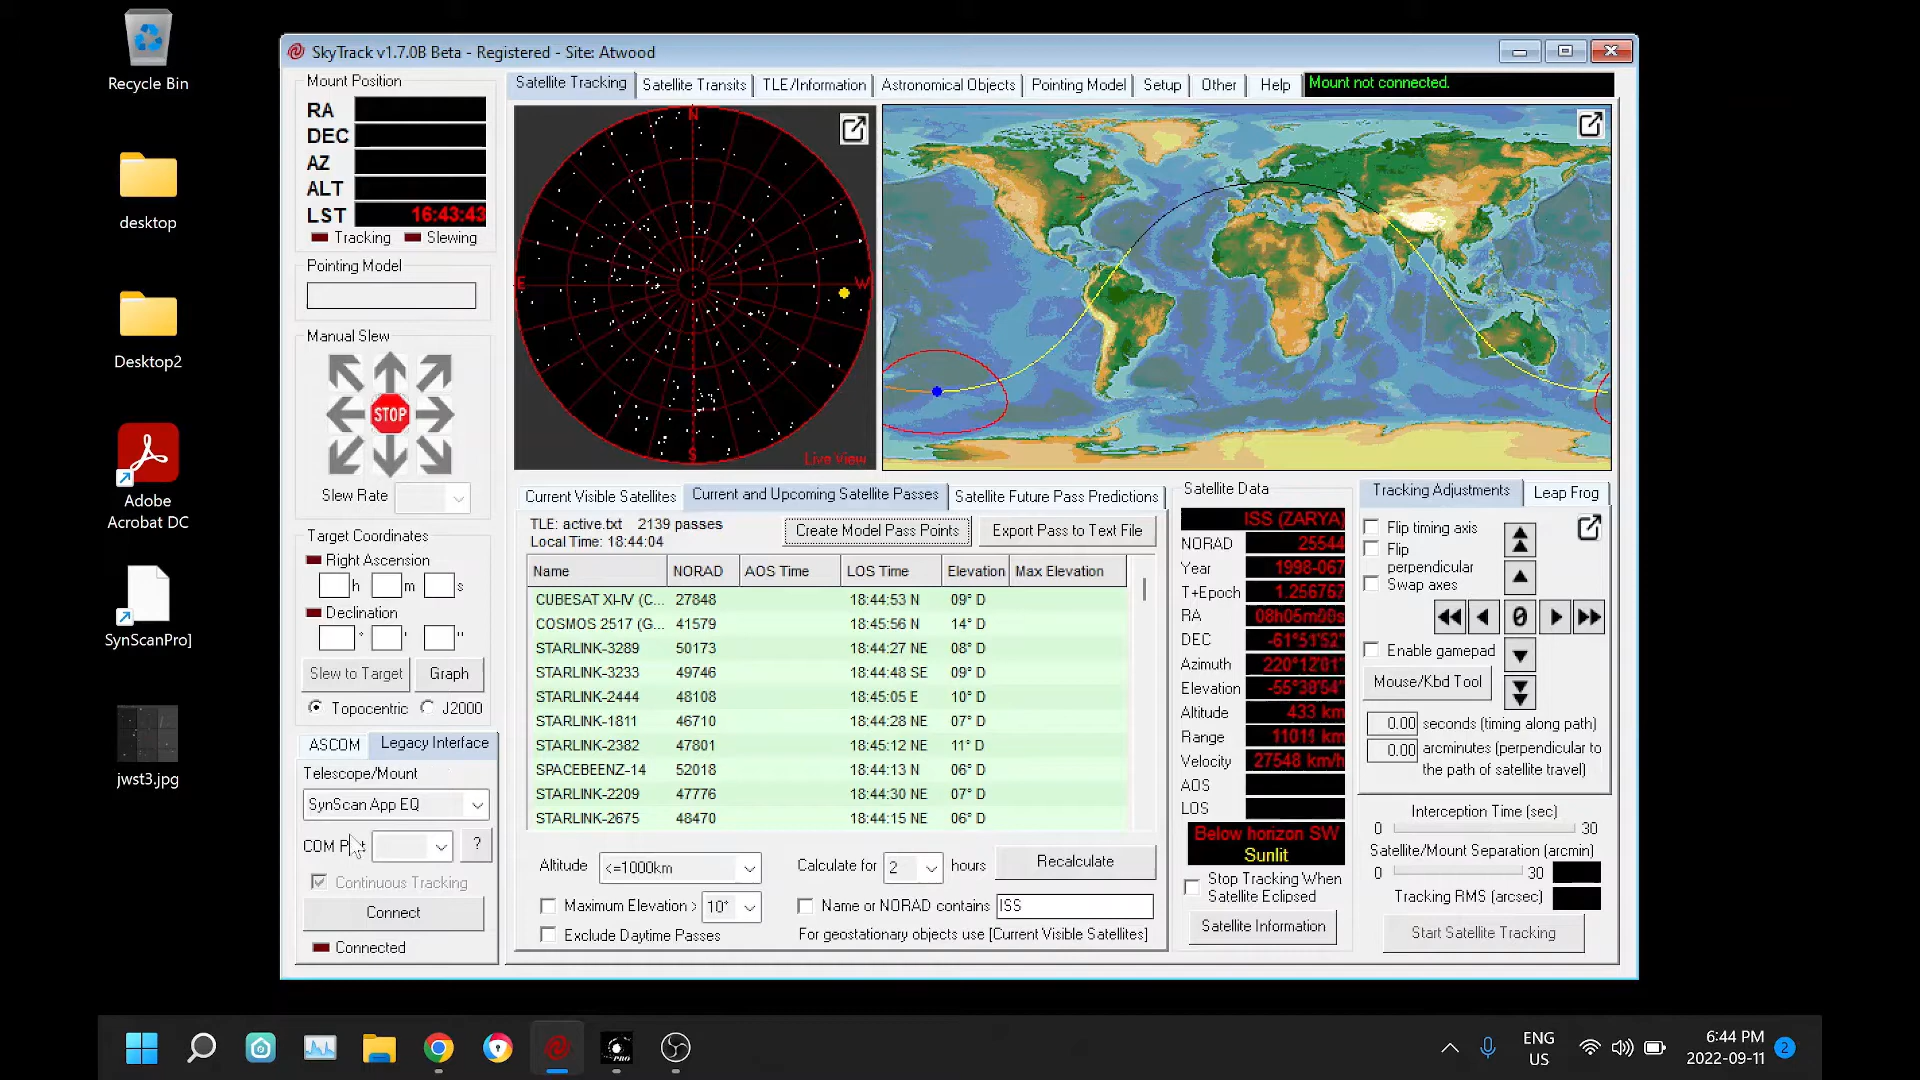 Recycle Bin
desktop
Desktop2
Adobe
Acrobat DC
SynScanPro]
jwst3.jpg
SkyTrack v1.7.0B Beta - Registered - Site: Atwood
Mount Position
RA
DEC
AZ
ALT
LST 16:43:43
Tracking Slewing
Pointing Model
Manual Slew
STOP
Slew Rate
Target Coordinates
Right Ascension
h m s
Declination
° ' "
Slew to Target Graph
Topocentric J2000
ASCOM Legacy Interface
Telescope/Mount
SynScan App EQ
COM P ?
Continuous Tracking
Connect
Connected
Satellite Tracking Satellite Transits TLE/Information Astronomical Objects Pointing Model Setup Other Help Mount not connected.
N
E W
S
Live View
Current Visible Satellites Current and Upcoming Satellite Passes Satellite Future Pass Predictions
TLE: active.txt 2139 passes
Local Time: 18:44:04
Create Model Pass Points Export Pass to Text File
Name NORAD AOS Time LOS Time Elevation Max Elevation
CUBESAT XI-IV (C... 27848 18:44:53 N 09° D
COSMOS 2517 (G... 41579 18:45:56 N 14° D
STARLINK-3289 50173 18:44:27 NE 08° D
STARLINK-3233 49746 18:44:48 SE 09° D
STARLINK-2444 48108 18:45:05 E 10° D
STARLINK-1811 46710 18:44:28 NE 07° D
STARLINK-2382 47801 18:45:12 NE 11° D
SPACEBEENZ-14 52018 18:44:13 N 06° D
STARLINK-2209 47776 18:44:30 NE 07° D
STARLINK-2675 48470 18:44:15 NE 06° D
Altitude <=1000km Calculate for 2 hours Recalculate
Maximum Elevation > 10° Name or NORAD contains ISS
Exclude Daytime Passes For geostationary objects use [Current Visible Satellites]
Satellite Data
ISS (ZARYA)
NORAD 25544
Year 1998-067
T+Epoch
RA
DEC -61°51'52"
Azimuth 220°12'01"
Elevation
Altitude 433 km
Range km
Velocity 27548 km/h
AOS
LOS
Below horizon SW
Sunlit
Stop Tracking When
Satellite Eclipsed
Satellite Information
Tracking Adjustments Leap Frog
Flip timing axis
Flip
perpendicular
Swap axes
0
Enable gamepad
Mouse/Kbd Tool
0.00 seconds (timing along path)
0.00 arcminutes (perpendicular to
the path of satellite travel)
Interception Time (sec)
0 30
Satellite/Mount Separation (arcmin)
0 30
Tracking RMS (arcsec)
Start Satellite Tracking
PRO
ENG
US
6:44 PM
2022-09-11
2